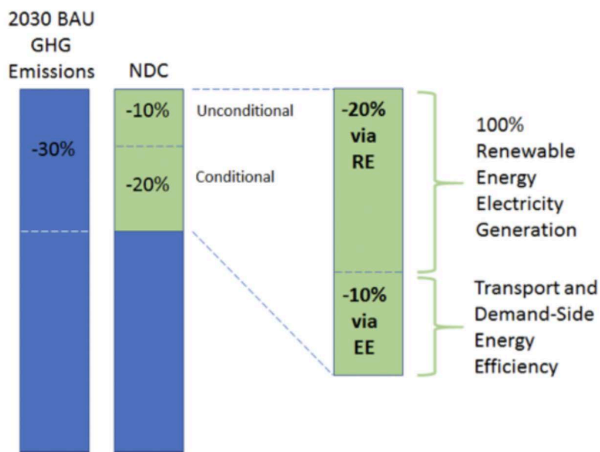 2030 BAU
GHG
Emissions
NDC
-30%
-10%
-20%
Unconditional
Conditional
-20%
via
RE
-10%
via
EE
100%
Renewable
Energy
Electricity
Generation
Transport and
Demand-Side
Energy
Efficiency